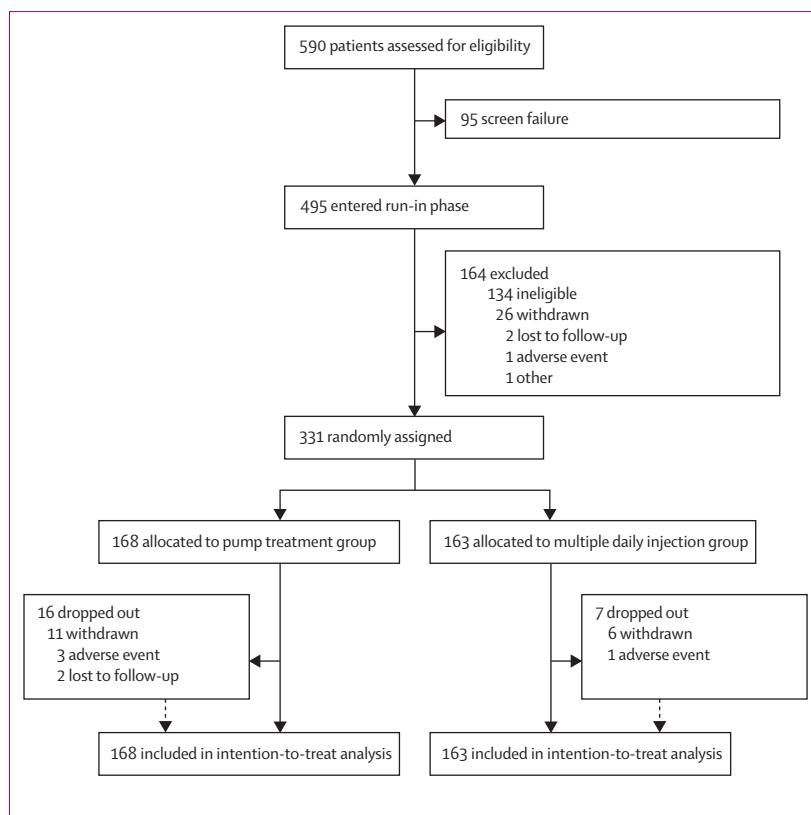 590 patients assessed for eligibility
95 screen failure
495 entered run-in phase
164 excluded
134 ineligible
26 withdrawn
2 lost to follow-up
1 adverse event
1 other
331 randomly assigned
168 allocated to pump treatment group
163 allocated to multiple daily injection group
16 dropped out
11 withdrawn
3 adverse event
2 lost to follow-up
7 dropped out
6 withdrawn
1 adverse event
168 included in intention-to-treat analysis
163 included in intention-to-treat analysis